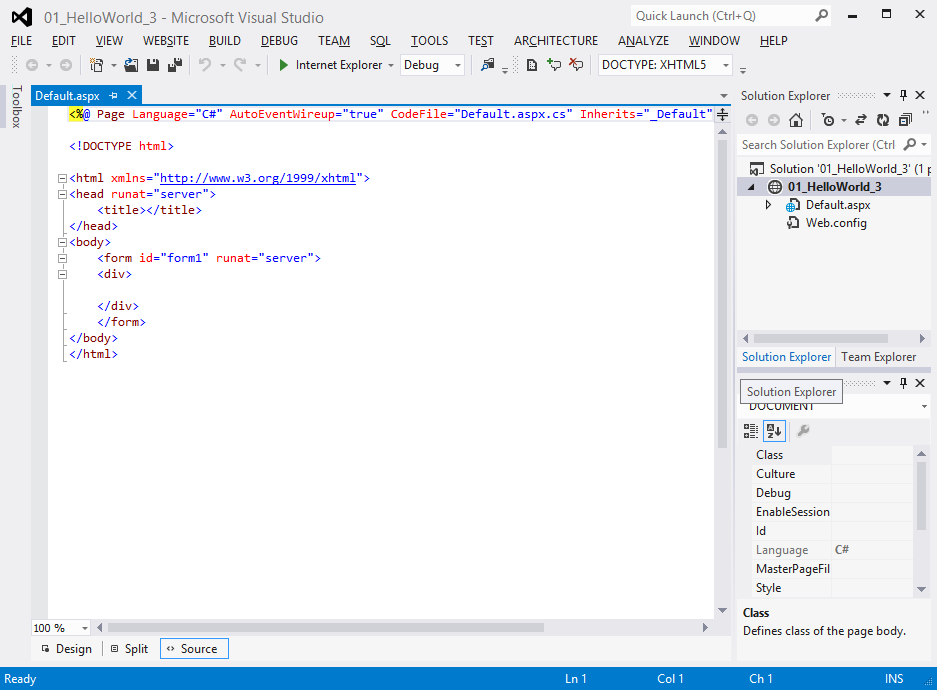 01_HelloWorld_3 - Microsoft Visual Studio
Quick Launch (Ctrl+Q)
FILE EDIT VIEW WEBSITE BUILD DEBUG TEAM SQL TOOLS TEST ARCHITECTURE ANALYZE WINDOW HELP
Internet Explorer Debug DOCTYPE: XHTML5
Toolbox
Default.aspx
<%@ Page Language="C#" AutoEventWireup="true" CodeFile="Default.aspx.cs" Inherits="_Default"
<!DOCTYPE html>
<html xmlns="http://www.w3.org/1999/xhtml">
<head runat="server">
<title></title>
</head>
<body>
<form id="form1" runat="server">
<div>
</div>
</form>
</body>
</html>
100 %
Design Split Source
Solution Explorer
Search Solution Explorer (Ctrl
Solution '01_HelloWorld_3' (1 p
01_HelloWorld_3
Default.aspx
Web.config
Solution Explorer Team Explorer
Solution Explorer
DOCUMENT
Class
Culture
Debug
EnableSession
Id
Language C#
MasterPageFil
Style
Class
Defines class of the page body.
Ready Ln 1 Col 1 Ch 1 INS